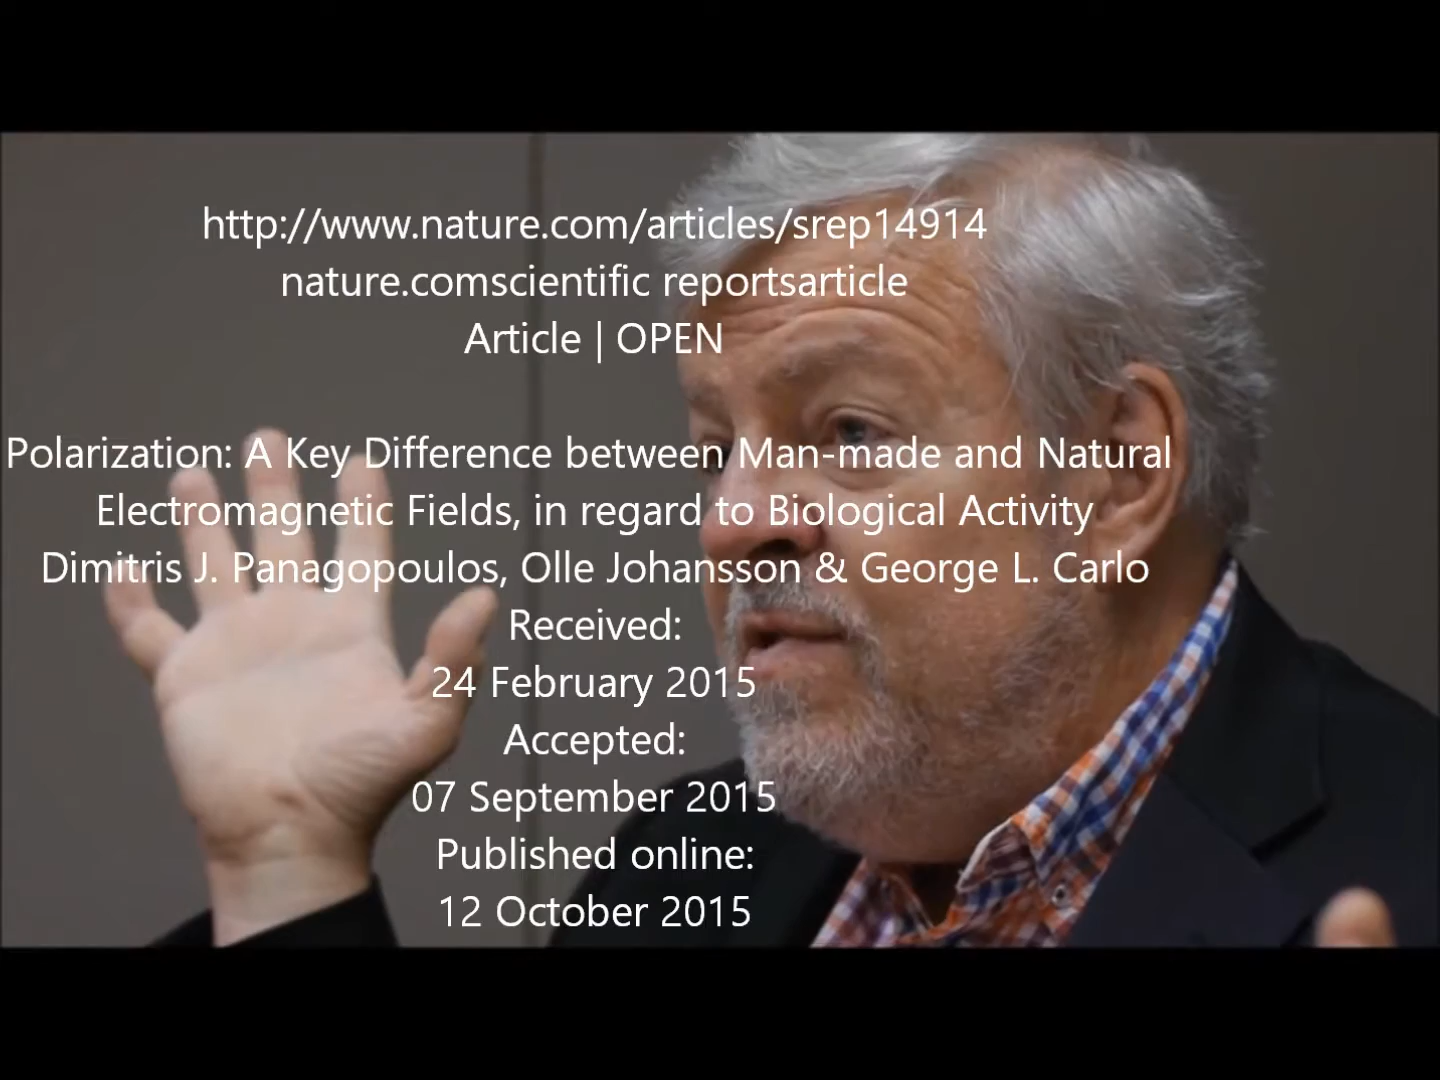 http://www.nature.com/articles/srep14914
nature.comscientific reportsarticle
Article | OPEN
Polarization: A Key Difference between Man-made and Natural
Electromagnetic Fields, in regard to Biological Activity
Dimitris J. Panagopoulos, Olle Johansson & George L. Carlo
Received:
24 February 2015
Accepted:
07 September 2015
Published online:
12 October 2015